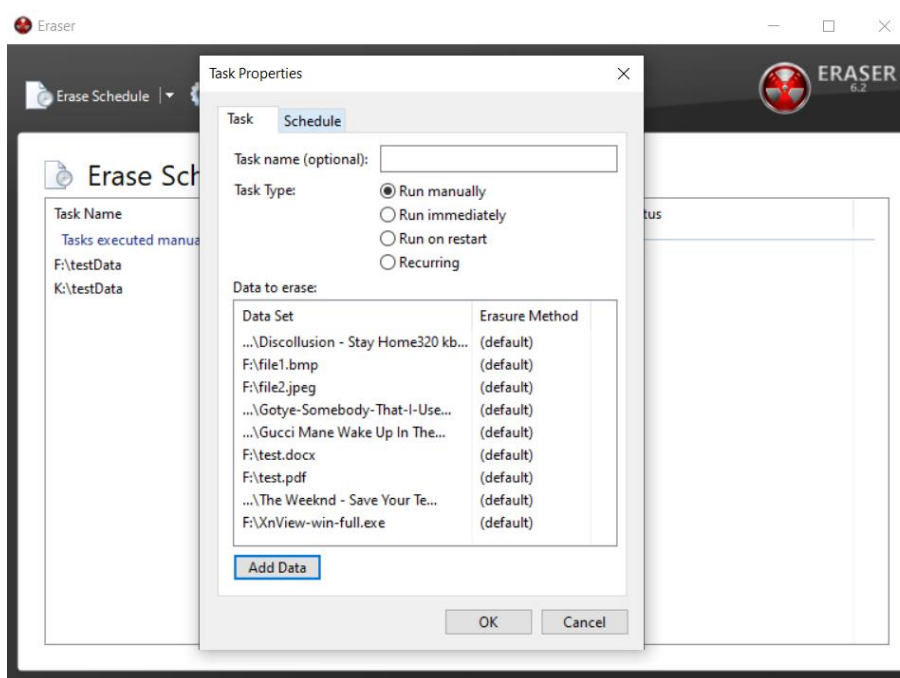 Eraser
Erase Schedule
ERASER
6.2
Erase Sch
Task Name
tus
Tasks executed manua
F:\testData
K:\testData
Task Properties
Task
Schedule
Task name (optional):
Task Type:
Run manually
Run immediately
Run on restart
Recurring
Data to erase:
Data Set Erasure Method
...\Discollusion - Stay Home320 kb... (default)
F:\file1.bmp (default)
F:\file2.jpeg (default)
...\Gotye-Somebody-That-I-Use... (default)
...\Gucci Mane Wake Up In The... (default)
F:\test.docx (default)
F:\test.pdf (default)
...\The Weeknd - Save Your Te... (default)
F:\XnView-win-full.exe (default)
Add Data
OK
Cancel